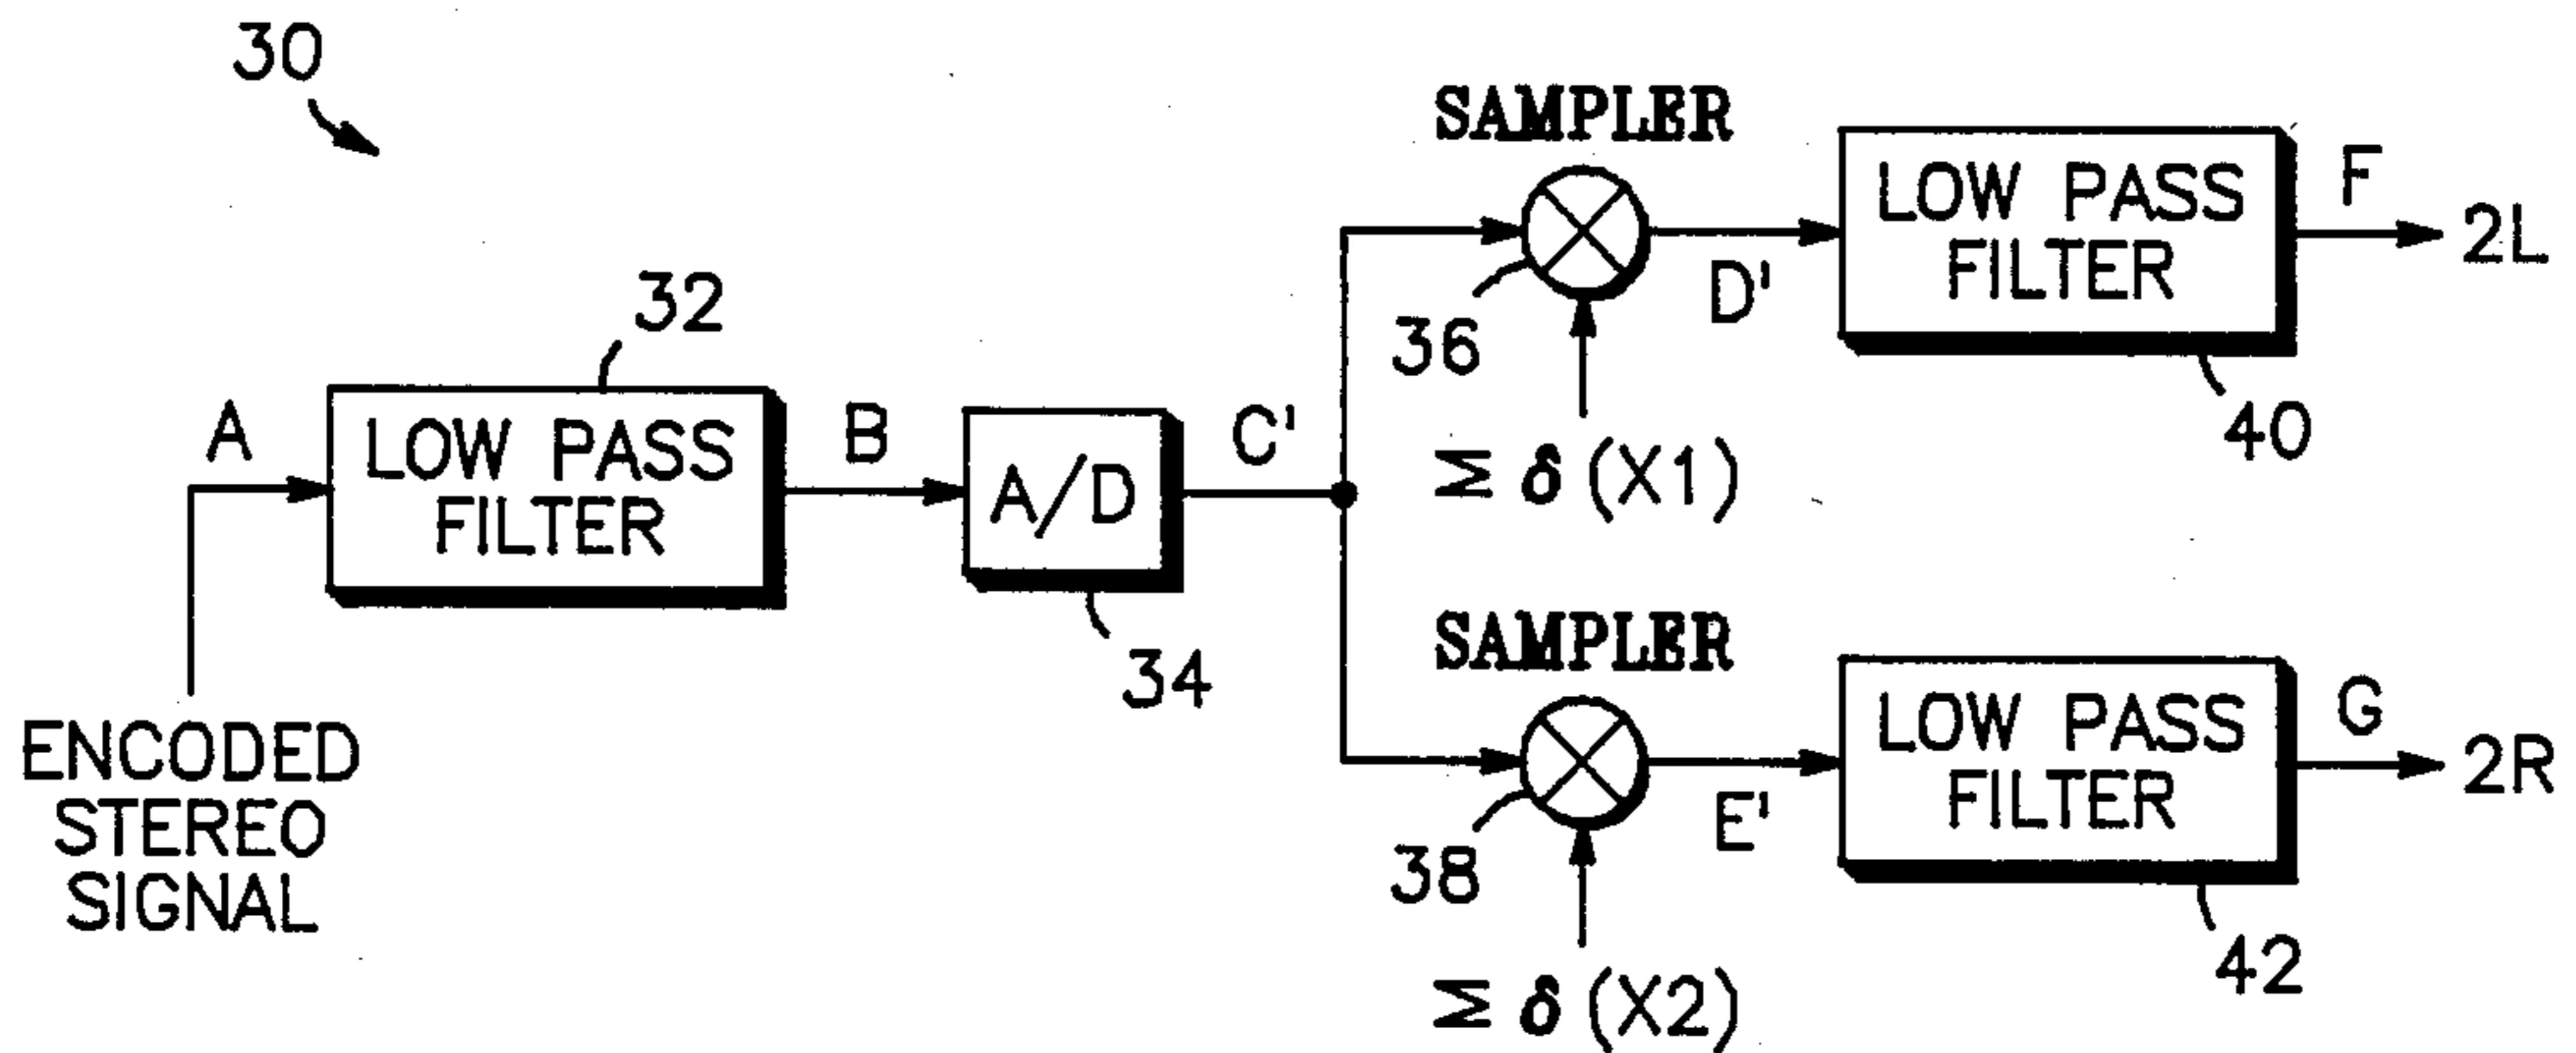 30
SAMPLER
LOW PASS
FILTER
F
2L
36
D'
40
Σ δ (X1)
32
A
LOW PASS
FILTER
B
A/D
C'
34
ENCODED
STEREO
SIGNAL
SAMPLER
LOW PASS
FILTER
G
2R
38
E'
42
Σ δ (X2)